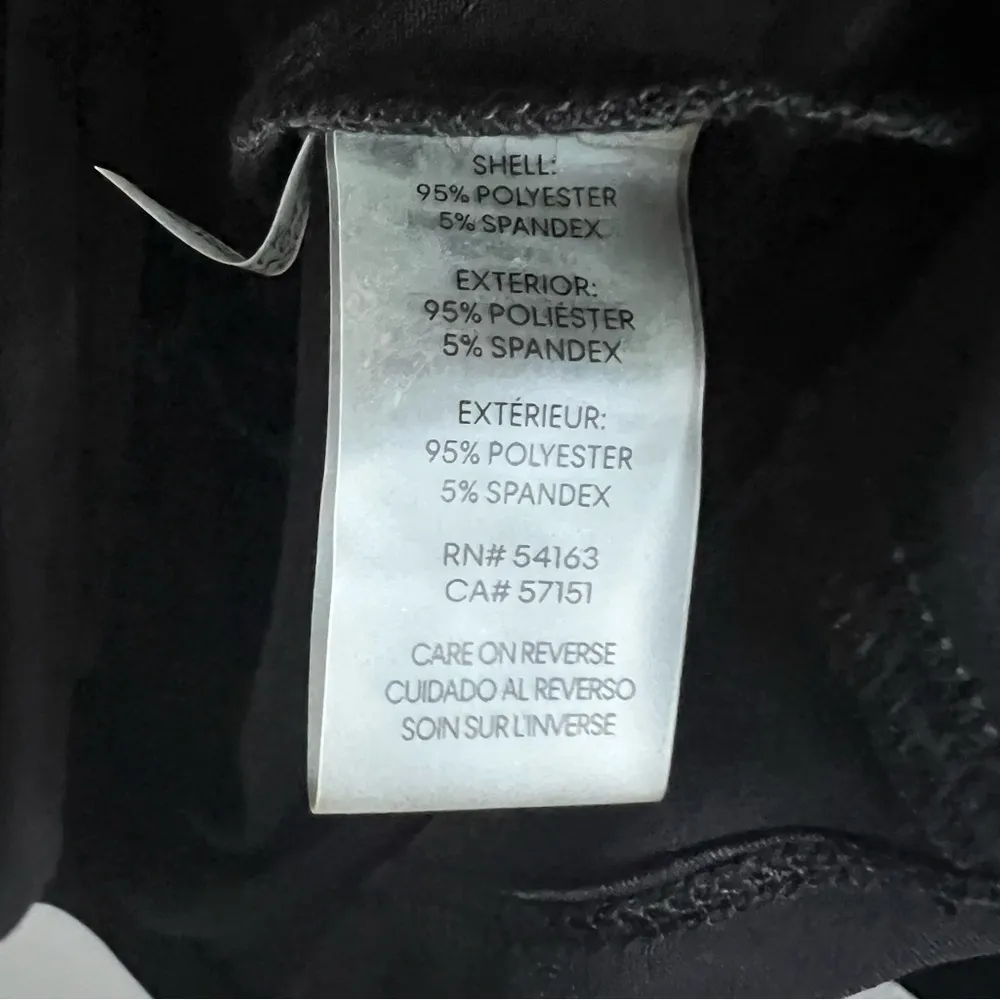 SHELL:
95% POLYESTER
5% SPANDEX
EXTERIOR:
95% POLIÉSTER
5% SPANDEX
EXTÉRIEUR:
95% POLYESTER
5% SPANDEX
RN# 54163
CA# 57151
CARE ON REVERSE
CUIDADO AL REVERSO
SOIN SUR L'INVERSE